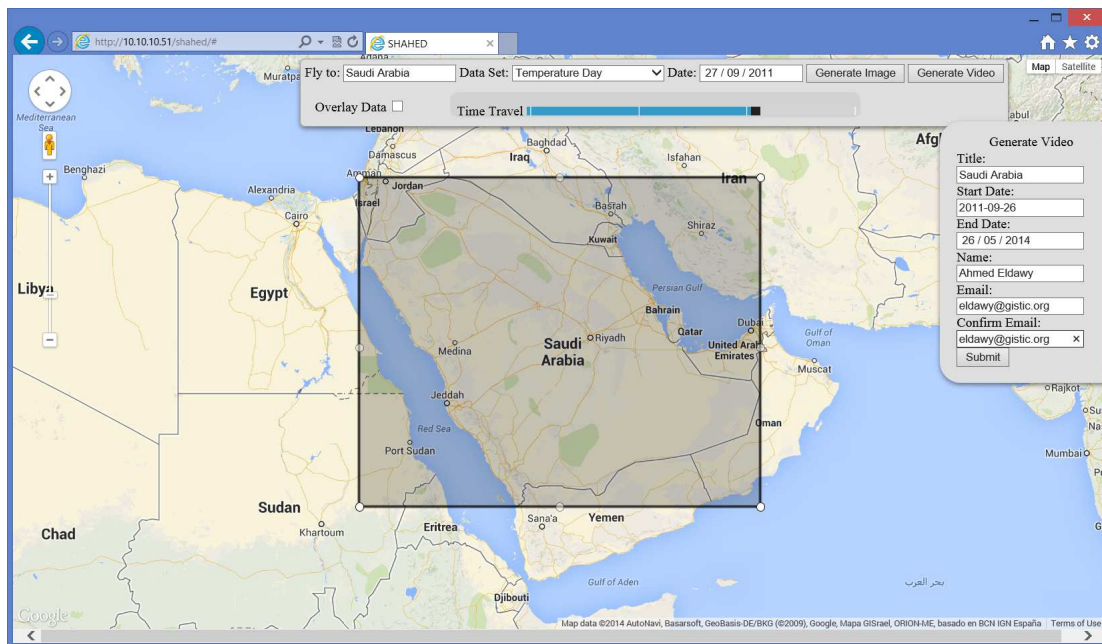 http://10.10.10.51/shahed/#
SHAHED
Fly to: Saudi Arabia Data Set: Temperature Day Date: 27 / 09 / 2011 Generate Image Generate Video
Overlay Data Time Travel
Map Satellite
Generate Video
Title:
Saudi Arabia
Start Date:
2011-09-26
End Date:
26 / 05 / 2014
Name:
Ahmed Eldawy
Email:
eldawy@gistic.org
Confirm Email:
eldawy@gistic.org
Submit
Mediterranean
Sea
Lebanon
Damascus
Baghdad
Iraq
Isfahan
Iran
Benghazi
Amman
Jordan
Israel
Alexandria
Cairo
Basrah
Shiraz
Kuwait
Libya
Egypt
Persian Gulf
Bahrain
Qatar
Dubai
Gulf of
Oman
Medina
Saudi
Arabia
Riyadh
United Arab
Emirates
Muscat
Jeddah
Rajkot
Red Sea
Oman
Port Sudan
Mumbai
Sudan
Chad
Khartoum
Eritrea
Sana'a
Yemen
Gulf of Aden
بحر العرب
Djibouti
Google
Map data ©2014 AutoNavi, Basarsoft, GeoBasis-DE/BKG (©2009), Google, Mapa GISrael, ORION-ME, basado en BCN IGN España Terms of Use